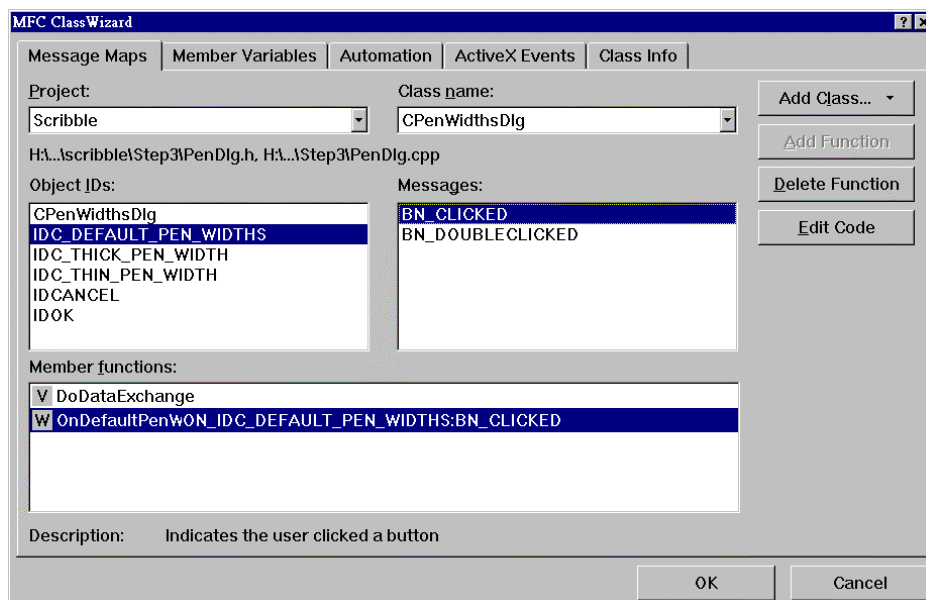 MFC ClassWizard
Message Maps Member Variables Automation ActiveX Events Class Info
Project: Class name:
Scribble CPenWidthsDlg
Add Class...
H:\...\scribble\Step3\PenDlg.h, H:\...\Step3\PenDlg.cpp
Add Function
Object IDs: Messages:
Delete Function
CPenWidthsDlg BN_CLICKED
IDC_DEFAULT_PEN_WIDTHS BN_DOUBLECLICKED
Edit Code
IDC_THICK_PEN_WIDTH
IDC_THIN_PEN_WIDTH
IDCANCEL
IDOK
Member functions:
V DoDataExchange
W OnDefaultPenWON_IDC_DEFAULT_PEN_WIDTHS:BN_CLICKED
Description: Indicates the user clicked a button
OK Cancel